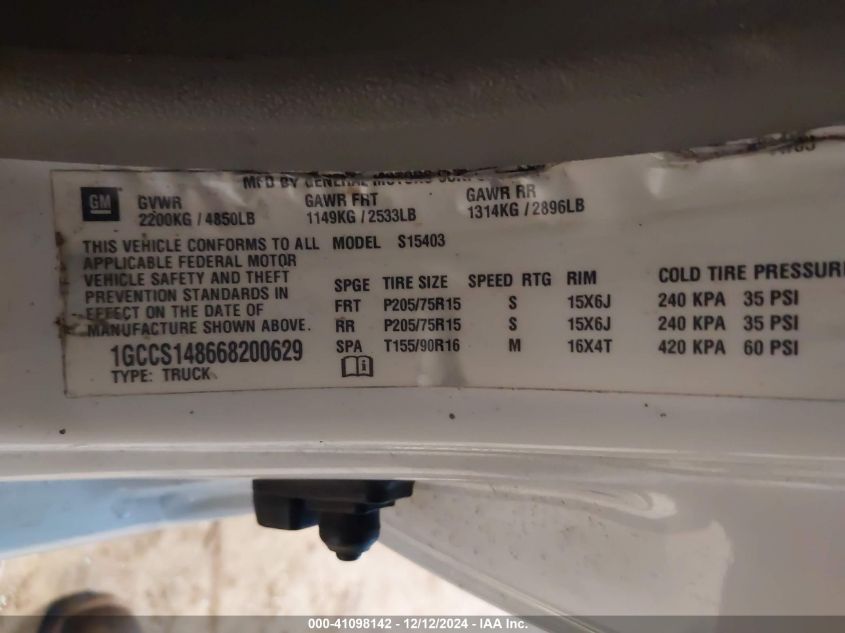 MFD BY GENERAL MOTORS CORP
GM
GVWR GAWR FRT GAWR RR
2200KG / 4850LB 1149KG / 2533LB 1314KG / 2896LB
THIS VEHICLE CONFORMS TO ALL MODEL S15403
APPLICABLE FEDERAL MOTOR
VEHICLE SAFETY AND THEFT SPGE TIRE SIZE SPEED RTG RIM COLD TIRE PRESSURE
PREVENTION STANDARDS IN FRT P205/75R15 S 15X6J 240 KPA 35 PSI
EFFECT ON THE DATE OF RR P205/75R15 S 15X6J 240 KPA 35 PSI
MANUFACTURE SHOWN ABOVE. SPA T155/90R16 M 16X4T 420 KPA 60 PSI
1GCCS148668200629
TYPE: TRUCK
000-41098142 - 12/12/2024 - IAA Inc.